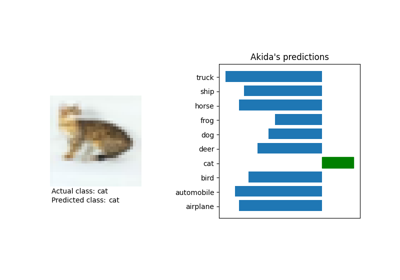 Akida's predictions
truck
ship
horse
frog
dog
deer
cat
bird
automobile
airplane
Actual class: cat
Predicted class: cat